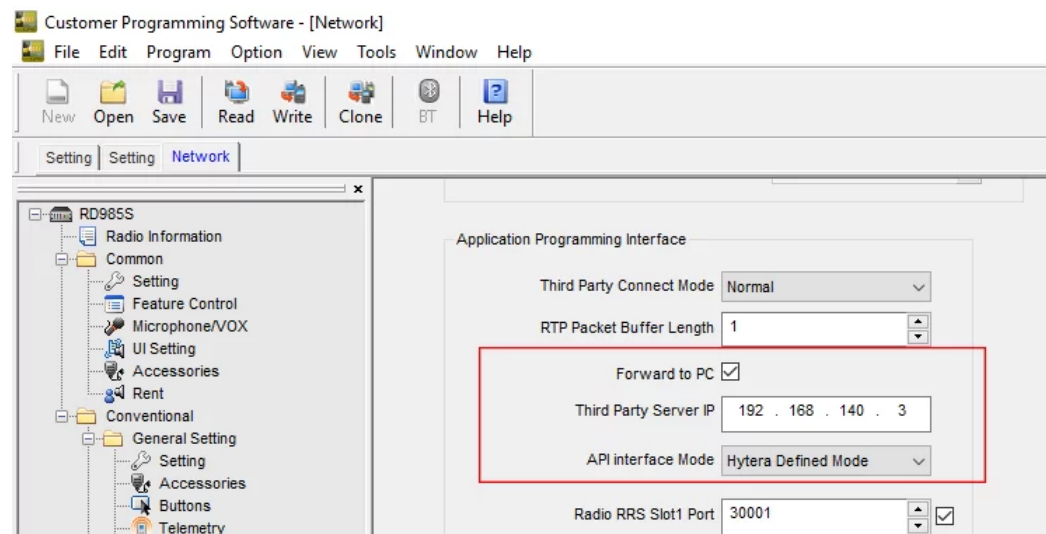 Customer Programming Software - [Network]
File Edit Program Option View Tools Window Help
New Open Save Read Write Clone BT Help
Setting Setting Network
RD985S
Radio Information
Common
Setting
Feature Control
Microphone/VOX
UI Setting
Accessories
Rent
Conventional
General Setting
Setting
Accessories
Buttons
Telemetry
Application Programming Interface
Third Party Connect Mode Normal
RTP Packet Buffer Length 1
Forward to PC
Third Party Server IP 192 . 168 . 140 . 3
API interface Mode Hytera Defined Mode
Radio RRS Slot1 Port 30001